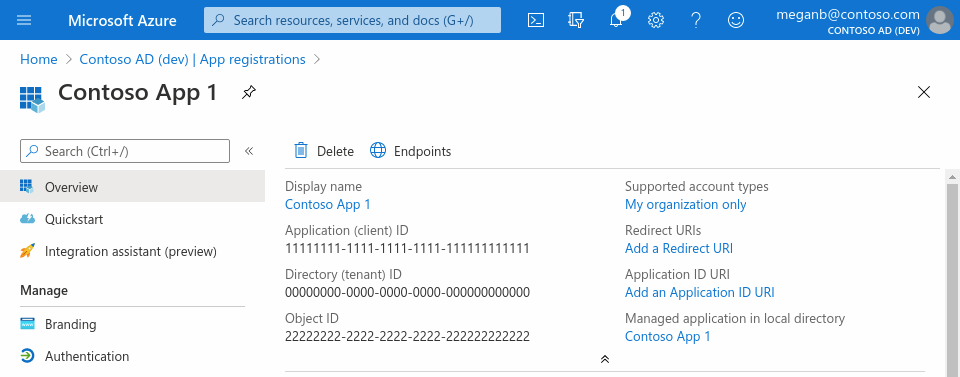 Microsoft Azure
Search resources, services, and docs (G+/)
1
meganb@contoso.com
CONTOSO AD (DEV)
Home > Contoso AD (dev) | App registrations >
Contoso App 1
Search (Ctrl+/)
«
Overview
Quickstart
Integration assistant (preview)
Manage
Branding
Authentication
Delete
Endpoints
Display name
Contoso App 1
Application (client) ID
11111111-1111-1111-1111-111111111111
Directory (tenant) ID
00000000-0000-0000-0000-000000000000
Object ID
22222222-2222-2222-2222-222222222222
Supported account types
My organization only
Redirect URIs
Add a Redirect URI
Application ID URI
Add an Application ID URI
Managed application in local directory
Contoso App 1